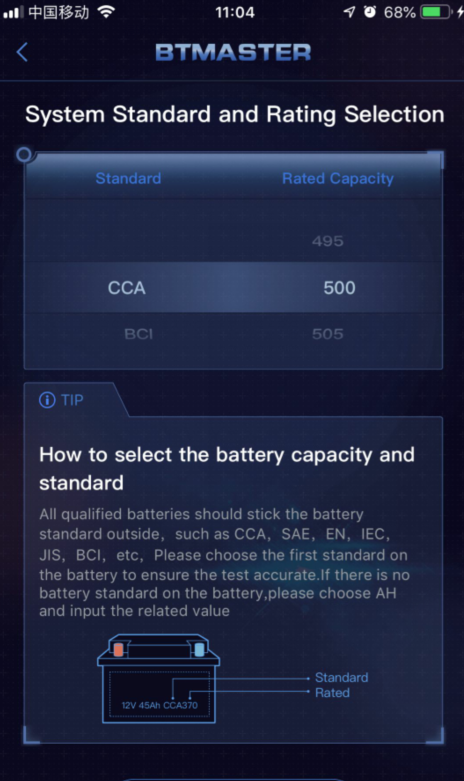 中国移动 11:04 68%
BTMASTER
System Standard and Rating Selection
Standard Rated Capacity
495
CCA 500
BCI 505
TIP
How to select the battery capacity and
standard
All qualified batteries should stick the battery
standard outside，such as CCA，SAE，EN，IEC，
JIS，BCI，etc，Please choose the first standard on
the battery to ensure the test accurate.If there is no
battery standard on the battery,please choose AH
and input the related value
Standard
Rated
12V 45Ah CCA370